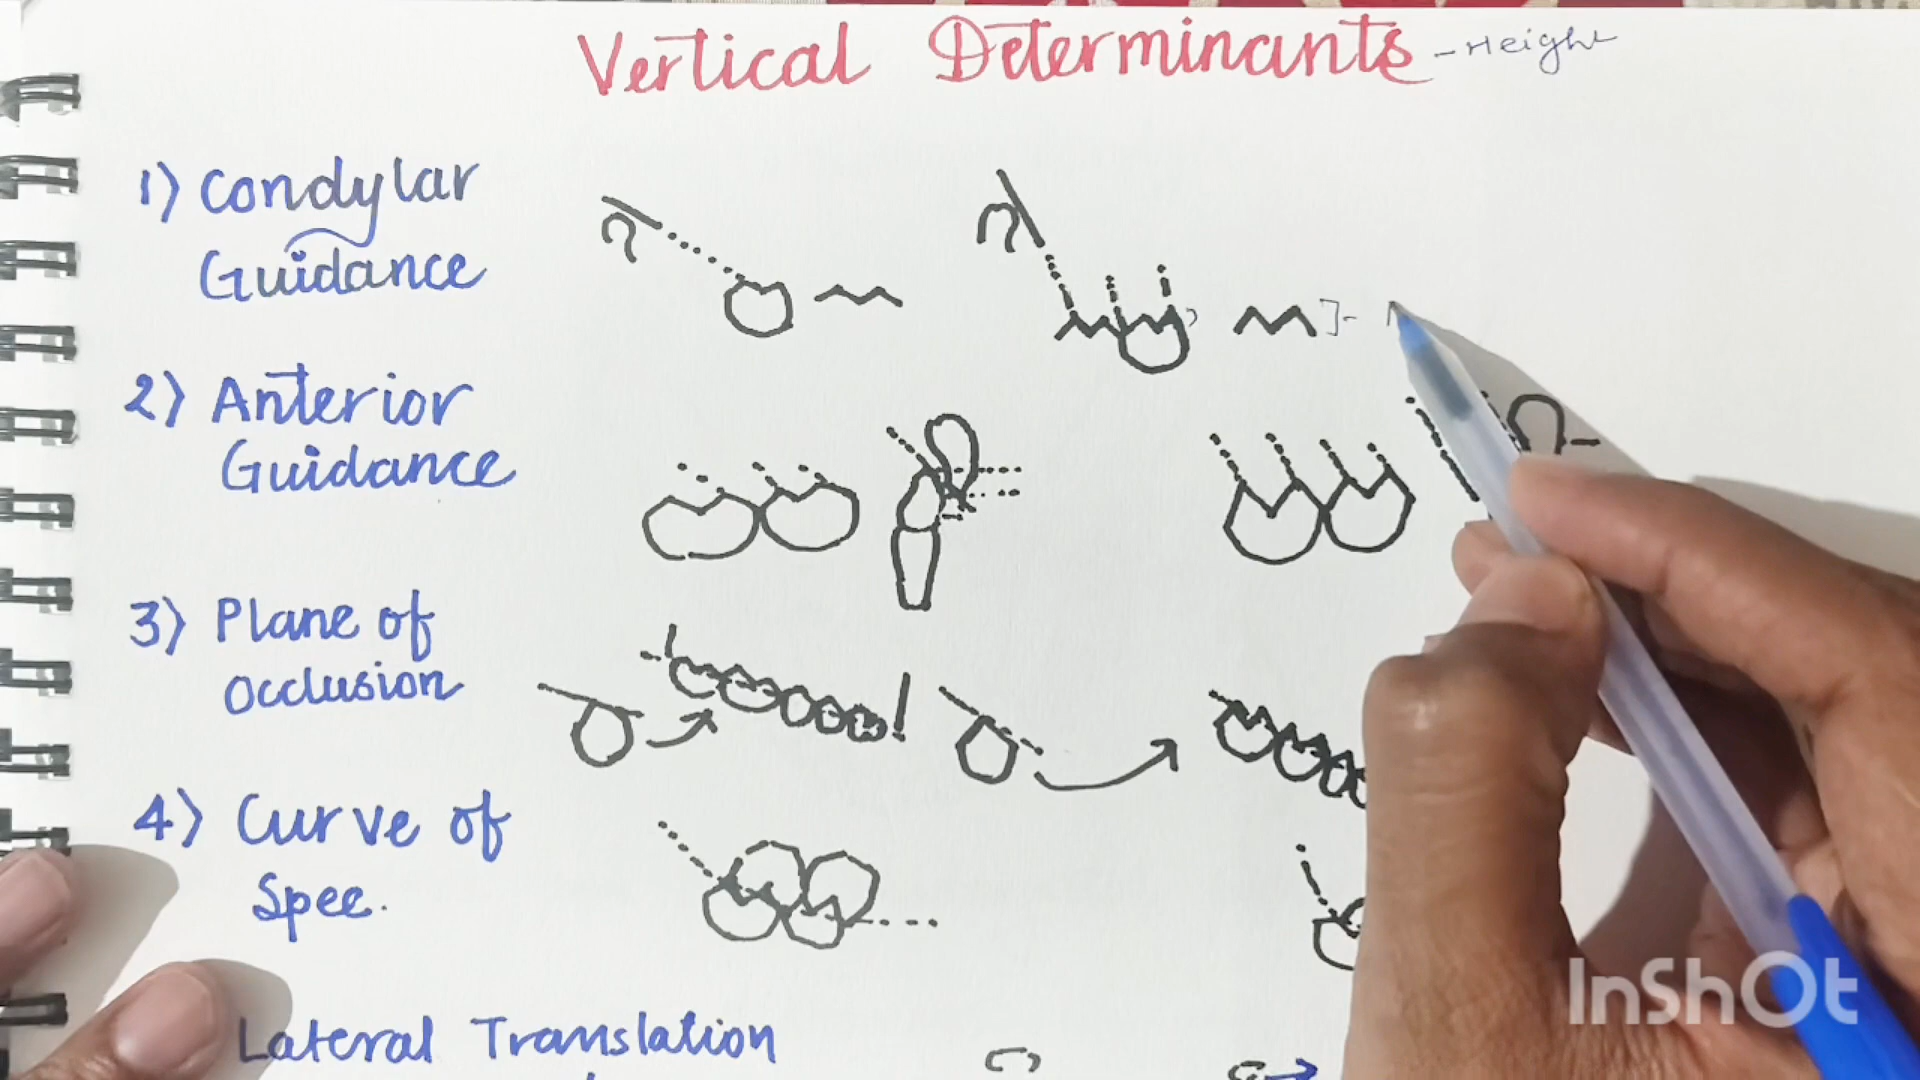 Vertical Determinants - Height
1) Condylar
Guidance
2) Anterior
Guidance
3) Plane of
Occlusion
4) Curve of
Spee.
Lateral Translation
InShOt